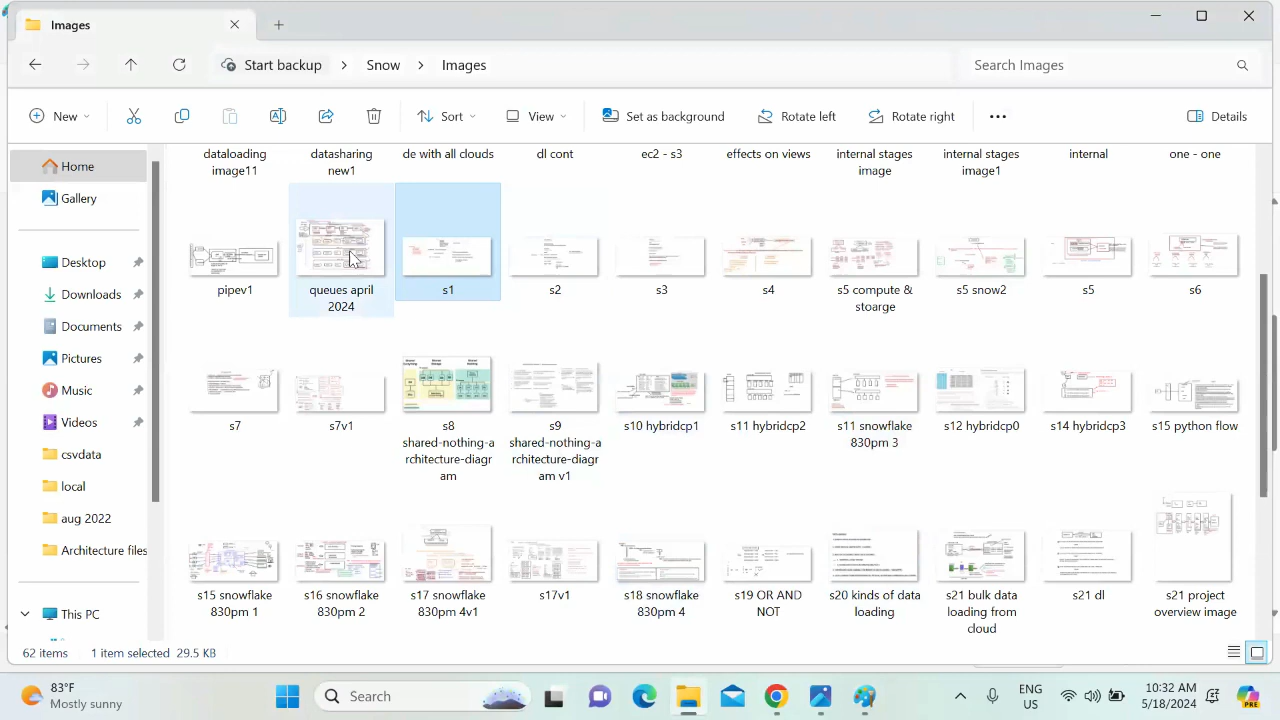 Images
Start backup > Snow > Images
Search Images
New
Sort
View
Set as background
Rotate left
Rotate right
Details
Home
Gallery
Desktop
Downloads
Documents
Pictures
Music
Videos
csvdata
local
aug 2022
Architecture files
This PC
dataloading
image11
datasharing
new1
de with all clouds
dl cont
ec2 - s3
effects on views
internal stages
image
internal stages
image1
internal
one - one
pipev1
queues april
2024
s1
s2
s3
s4
s5 compute &
stoarge
s5 snow2
s5
s6
s7
s7v1
s8
shared-nothing-a
rchitecture-diagr
am
s9
shared-nothing-a
rchitecture-diagr
am v1
s10 hybridcp1
s11 hybridcp2
s11 snowflake
830pm 3
s12 hybridcp0
s14 hybridcp3
s15 python flow
s15 snowflake
830pm 1
s16 snowflake
830pm 2
s17 snowflake
830pm 4v1
s17v1
s18 snowflake
830pm 4
s19 OR AND
NOT
s20 kinds of data
loading
s21 bulk data
loading from
cloud
s21 dl
s21 project
overview image
62 items
1 item selected 29.5 KB
83°F
Mostly sunny
Search
ENG
US
10:32 AM
5/18/2024
PRE